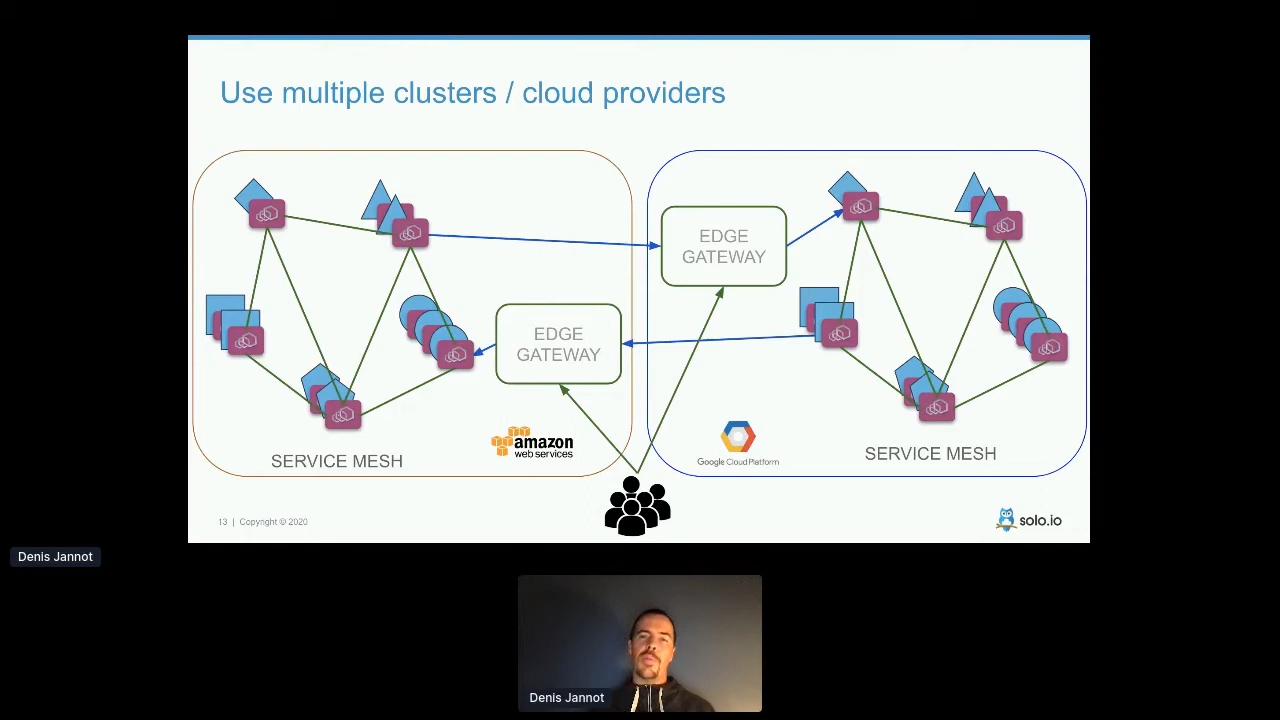 Use multiple clusters / cloud providers
EDGE
GATEWAY
EDGE
GATEWAY
amazon
web services
Google Cloud Platform
SERVICE MESH
SERVICE MESH
13 | Copyright © 2020
solo.io
Denis Jannot
Denis Jannot